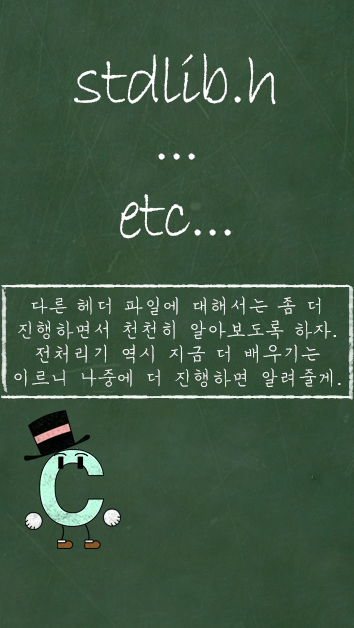 stdlib.h
...
etc...
다른 헤더 파일에 대해서는 좀 더
진행하면서 천천히 알아보도록 하자.
전처리기 역시 지금 더 배우기는
이르니 나중에 더 진행하면 알려줄게.
C